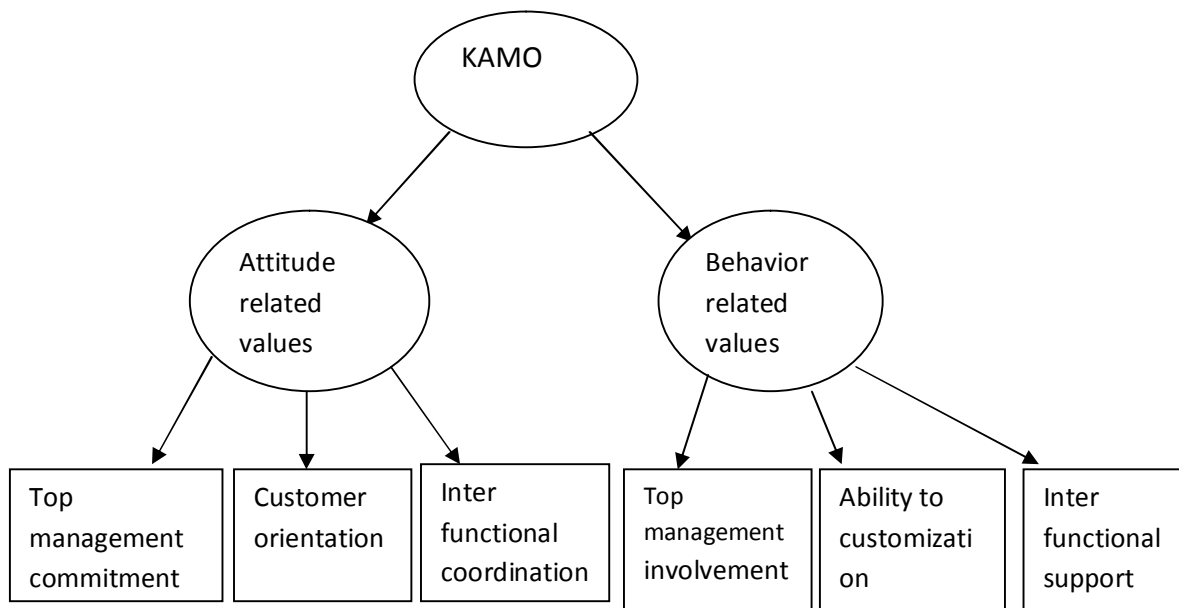 KAMO
Attitude
related
values
Behavior
related
values
Top
management
commitment
Customer
orientation
Inter
functional
coordination
Top
management
involvement
Ability to
customizati
on
Inter
functional
support